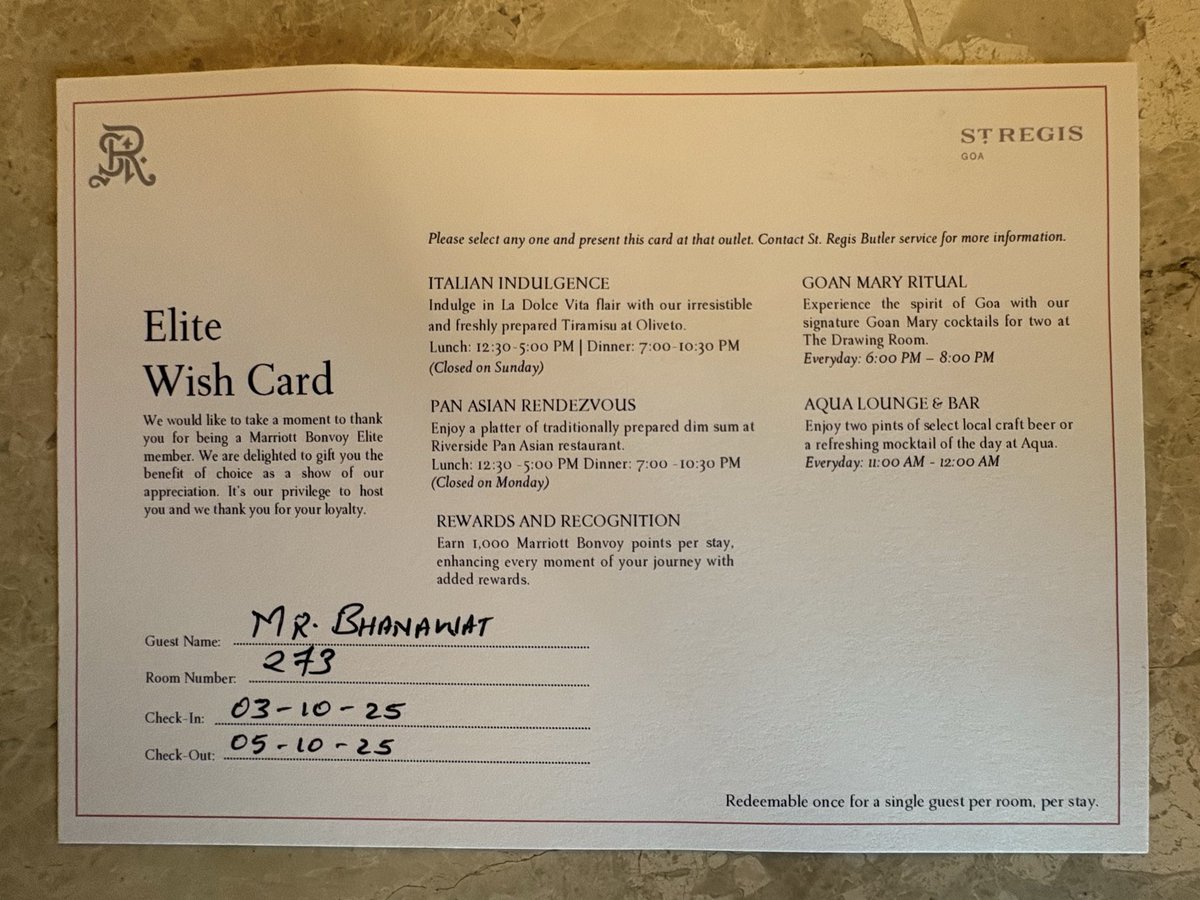 SR
ST REGIS
GOA
Please select any one and present this card at that outlet. Contact St. Regis Butler service for more information.
Elite
Wish Card
We would like to take a moment to thank
you for being a Marriott Bonvoy Elite
member. We are delighted to gift you the
benefit of choice as a show of our
appreciation. It's our privilege to host
you and we thank you for your loyalty.
ITALIAN INDULGENCE
Indulge in La Dolce Vita flair with our irresistible
and freshly prepared Tiramisu at Oliveto.
Lunch: 12:30-5:00 PM | Dinner: 7:00-10:30 PM
(Closed on Sunday)
PAN ASIAN RENDEZVOUS
Enjoy a platter of traditionally prepared dim sum at
Riverside Pan Asian restaurant.
Lunch: 12:30 -5:00 PM Dinner: 7:00 -10:30 PM
(Closed on Monday)
REWARDS AND RECOGNITION
Earn 1,000 Marriott Bonvoy points per stay,
enhancing every moment of your journey with
added rewards.
GOAN MARY RITUAL
Experience the spirit of Goa with our
signature Goan Mary cocktails for two at
The Drawing Room.
Everyday: 6:00 PM – 8:00 PM
AQUA LOUNGE & BAR
Enjoy two pints of select local craft beer or
a refreshing mocktail of the day at Aqua.
Everyday: 11:00 AM - 12:00 AM
Guest Name: MR. BHANAWAT
Room Number: 273
Check-In: 03-10-25
Check-Out: 05-10-25
Redeemable once for a single guest per room, per stay.